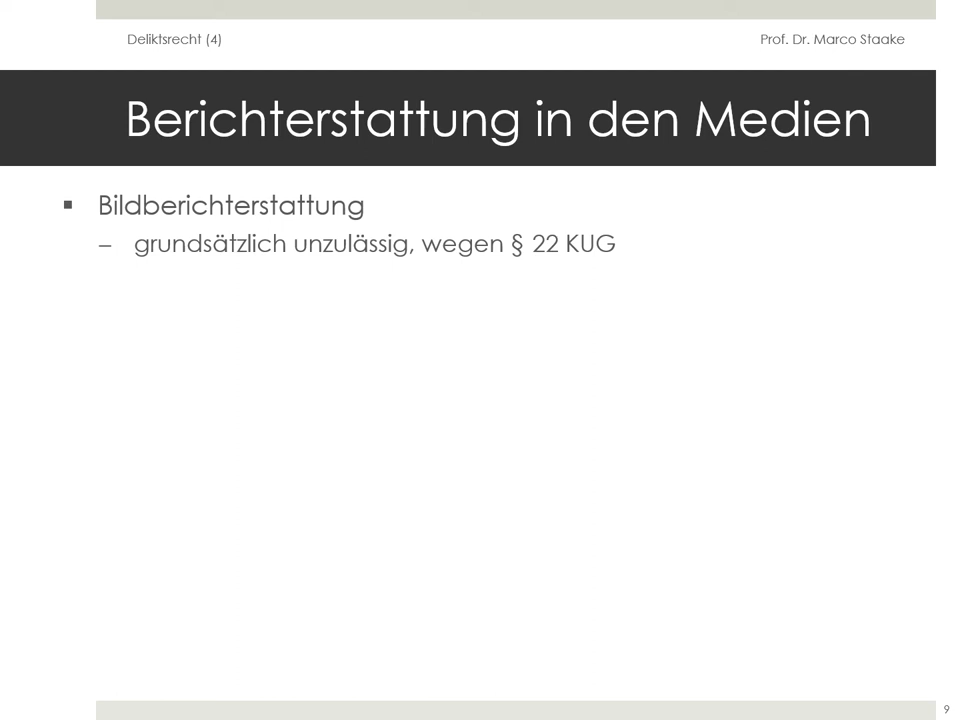 Deliktsrecht (4)
Prof. Dr. Marco Staake
Berichterstattung in den Medien
▪ Bildberichterstattung
– grundsätzlich unzulässig, wegen § 22 KUG
9